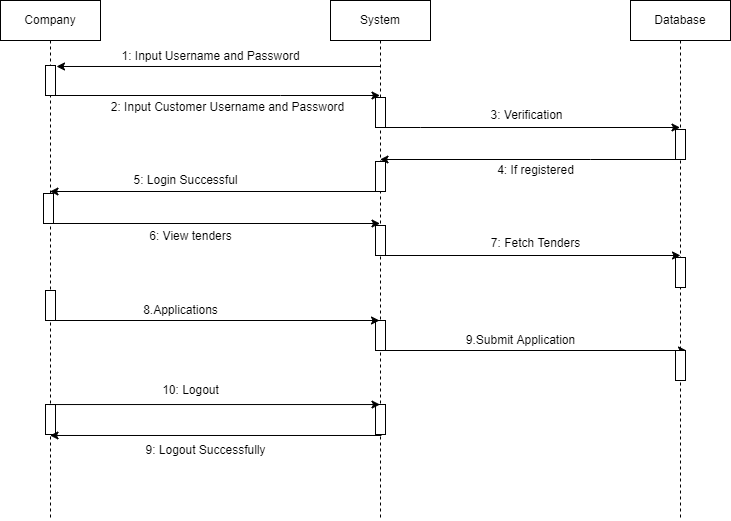 Company
System
Database
1: Input Username and Password
2: Input Customer Username and Password
3: Verification
4: If registered
5: Login Successful
6: View tenders
7: Fetch Tenders
8.Applications
9.Submit Application
10: Logout
9: Logout Successfully